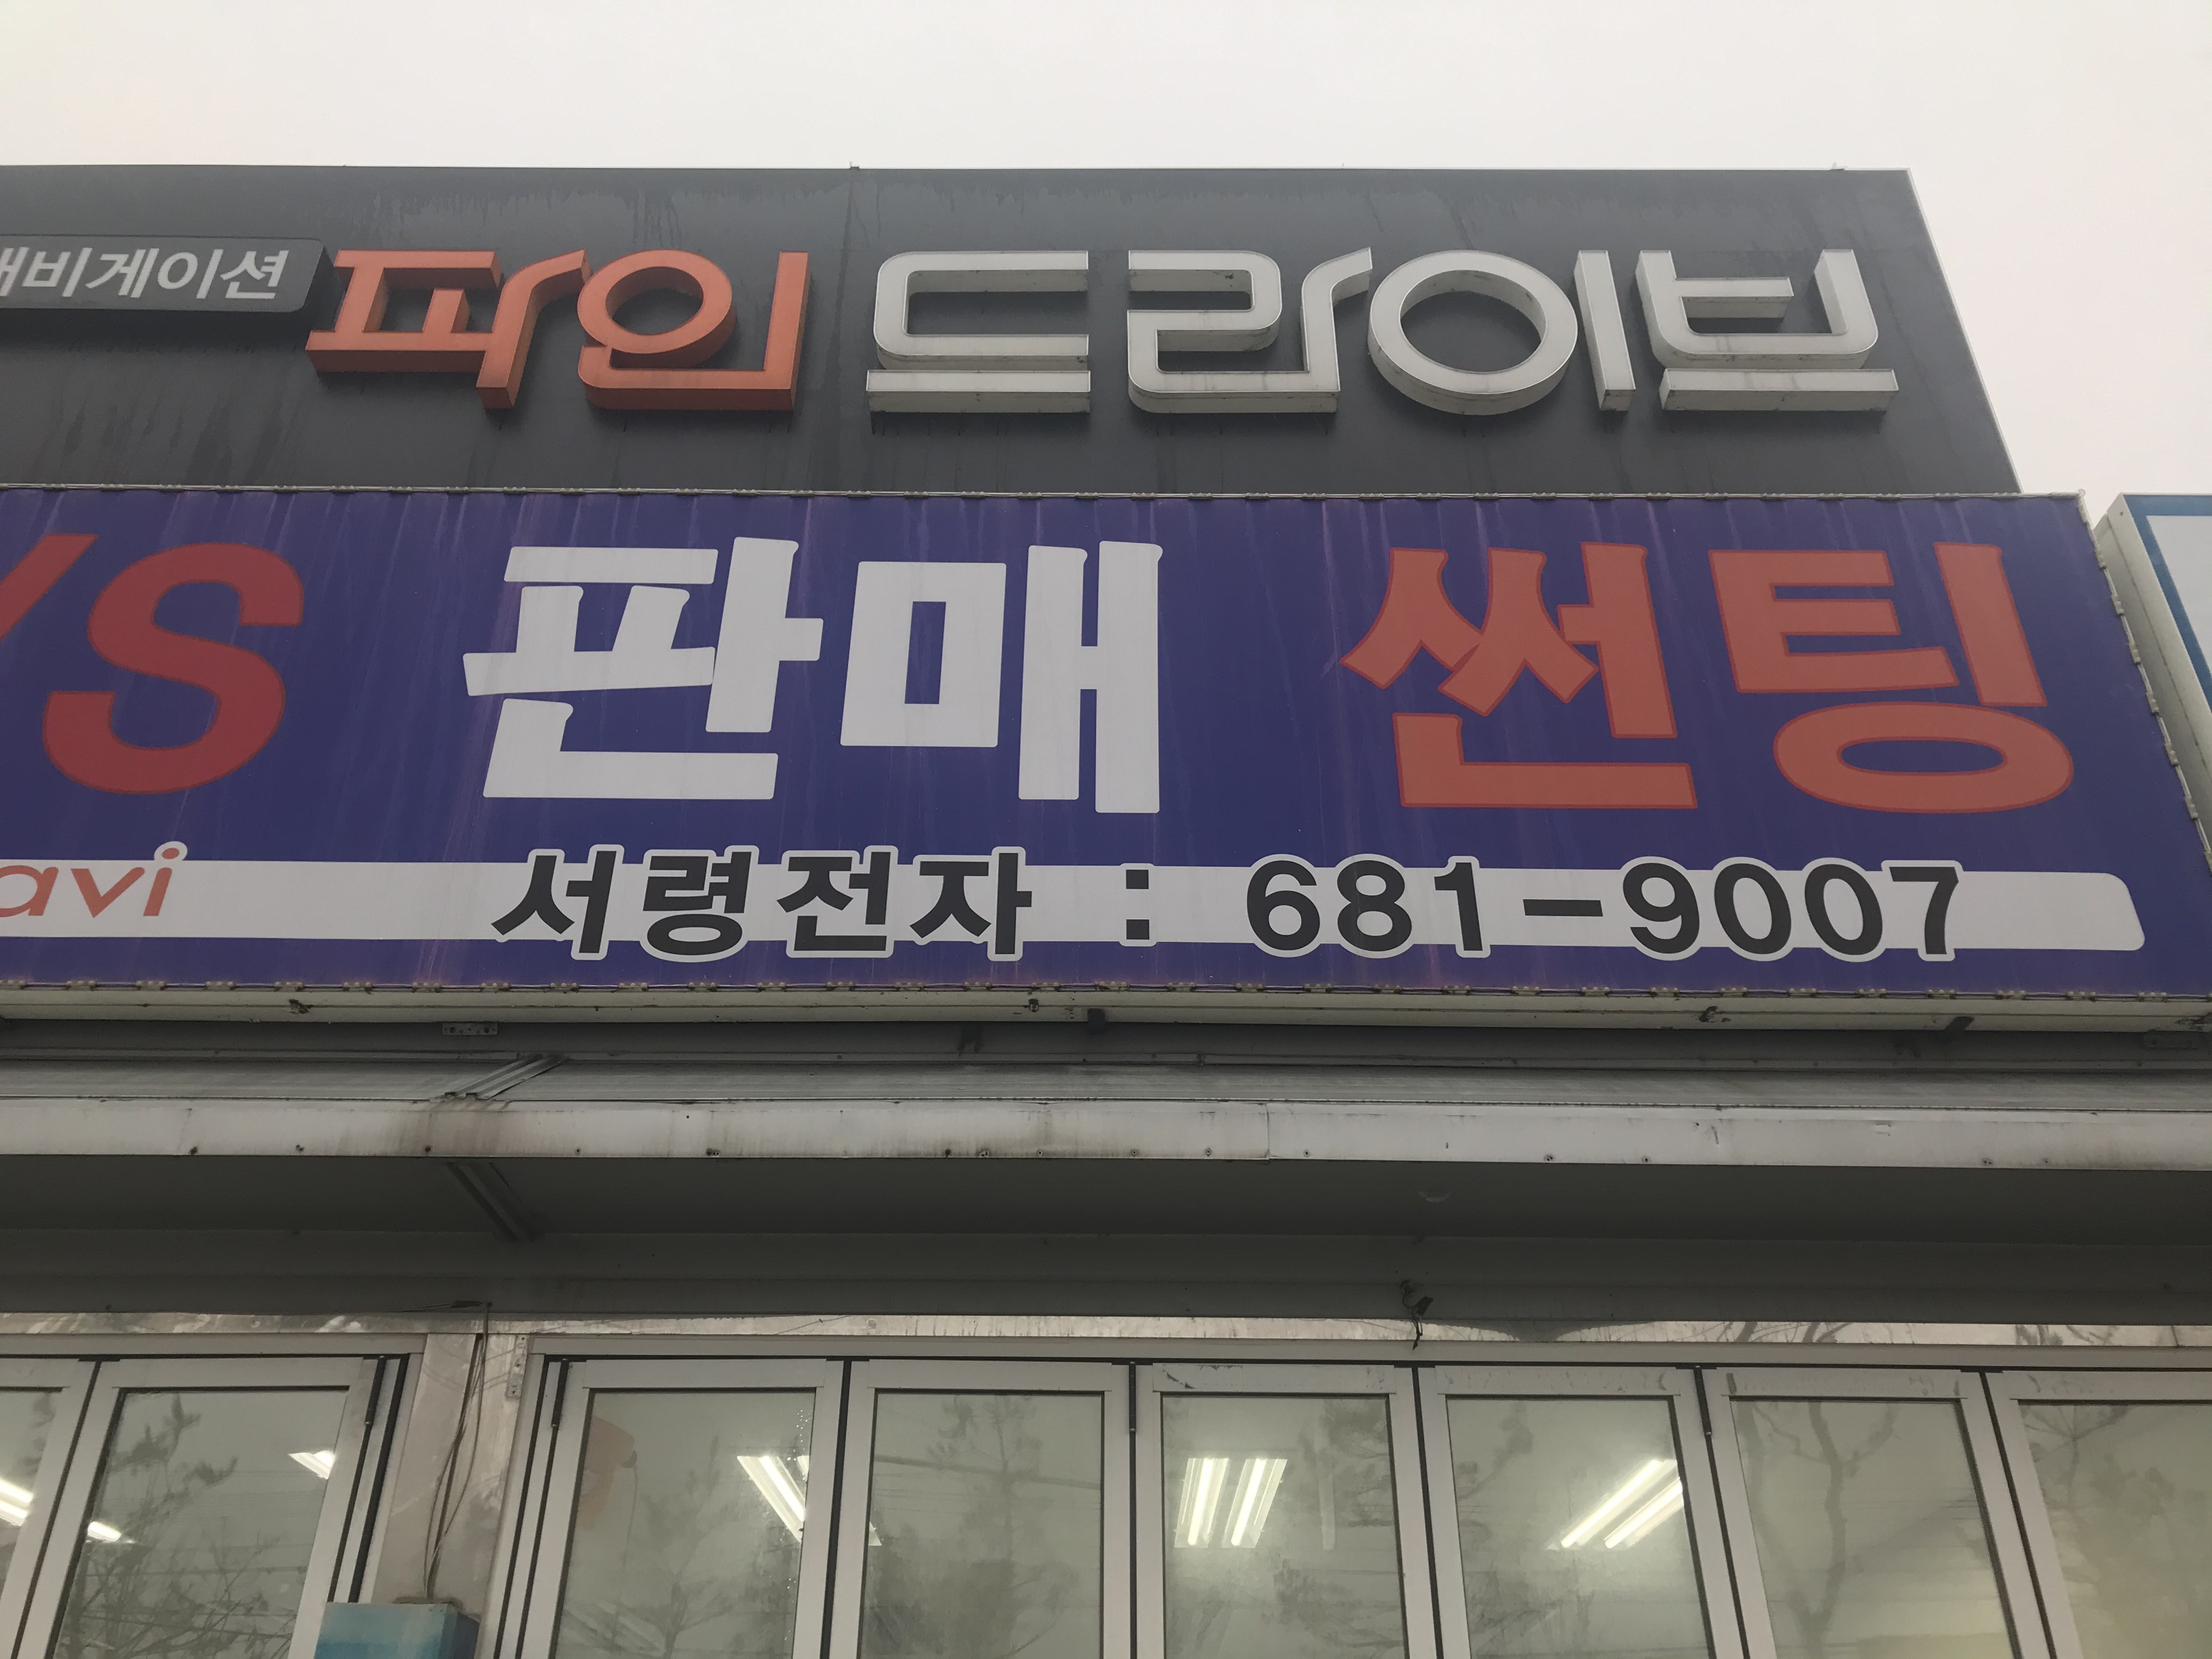 비게이션 파인드라이브
S 판매 썬팅
avi 서령전자 : 681-9007